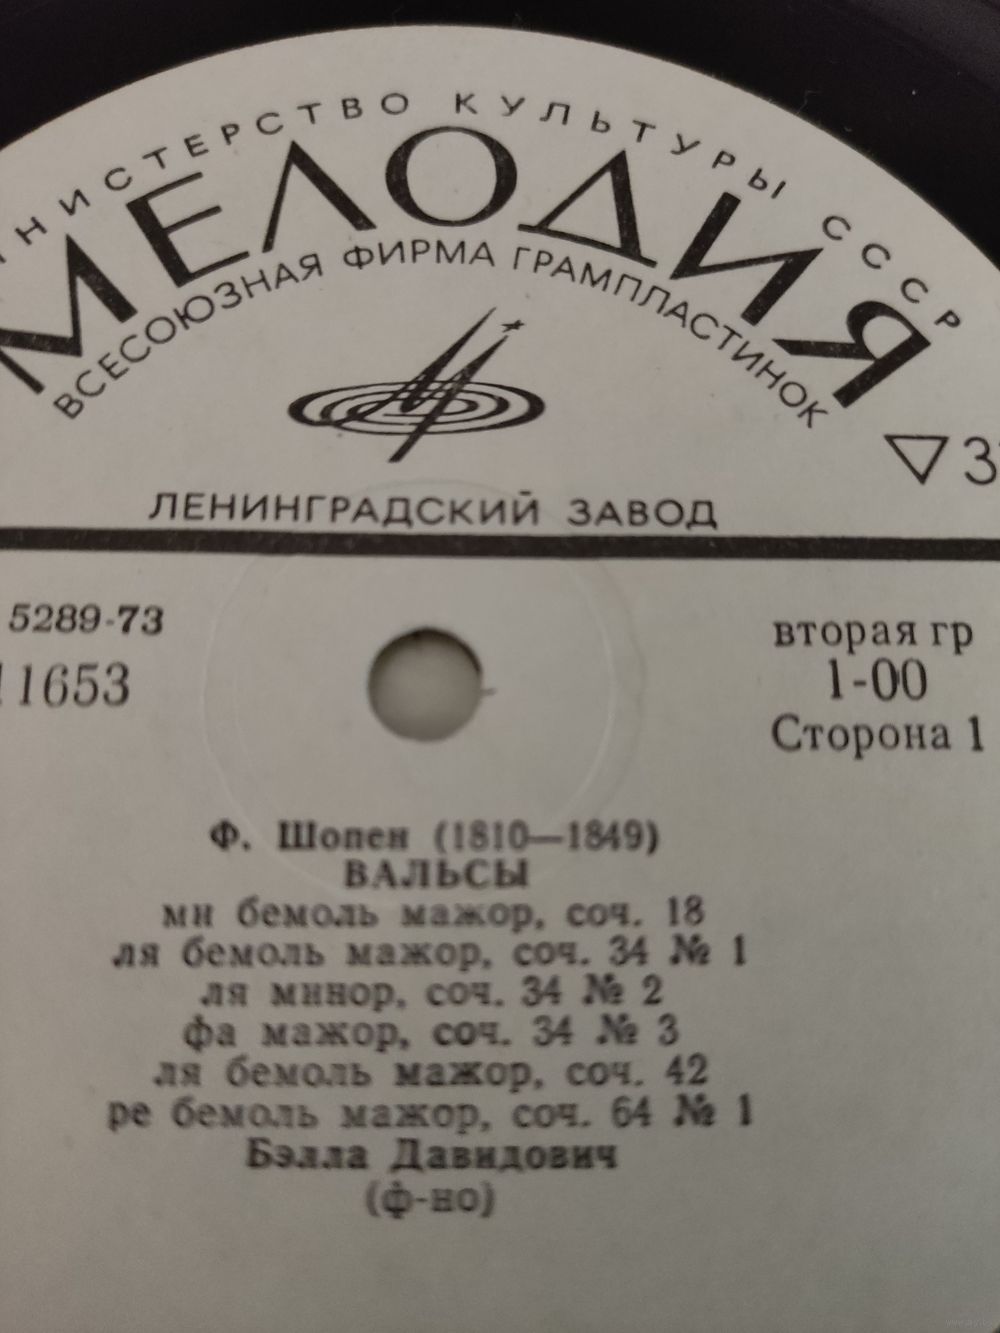 НИСТЕРСТВО КУЛЬТУРЫ СССР
МЕЛОДИЯ
ВСЕСОЮЗНАЯ ФИРМА ГРАМПЛАСТИНОК
ЛЕНИНГРАДСКИЙ ЗАВОД
5289-73
11653
вторая гр
1-00
Сторона 1
Ф. Шопен (1810—1849)
ВАЛЬСЫ
ми бемоль мажор, соч. 18
ля бемоль мажор, соч. 34 № 1
ля минор, соч. 34 № 2
фа мажор, соч. 34 № 3
ля бемоль мажор, соч. 42
ре бемоль мажор, соч. 64 № 1
Бэлла Давидович
(ф-но)